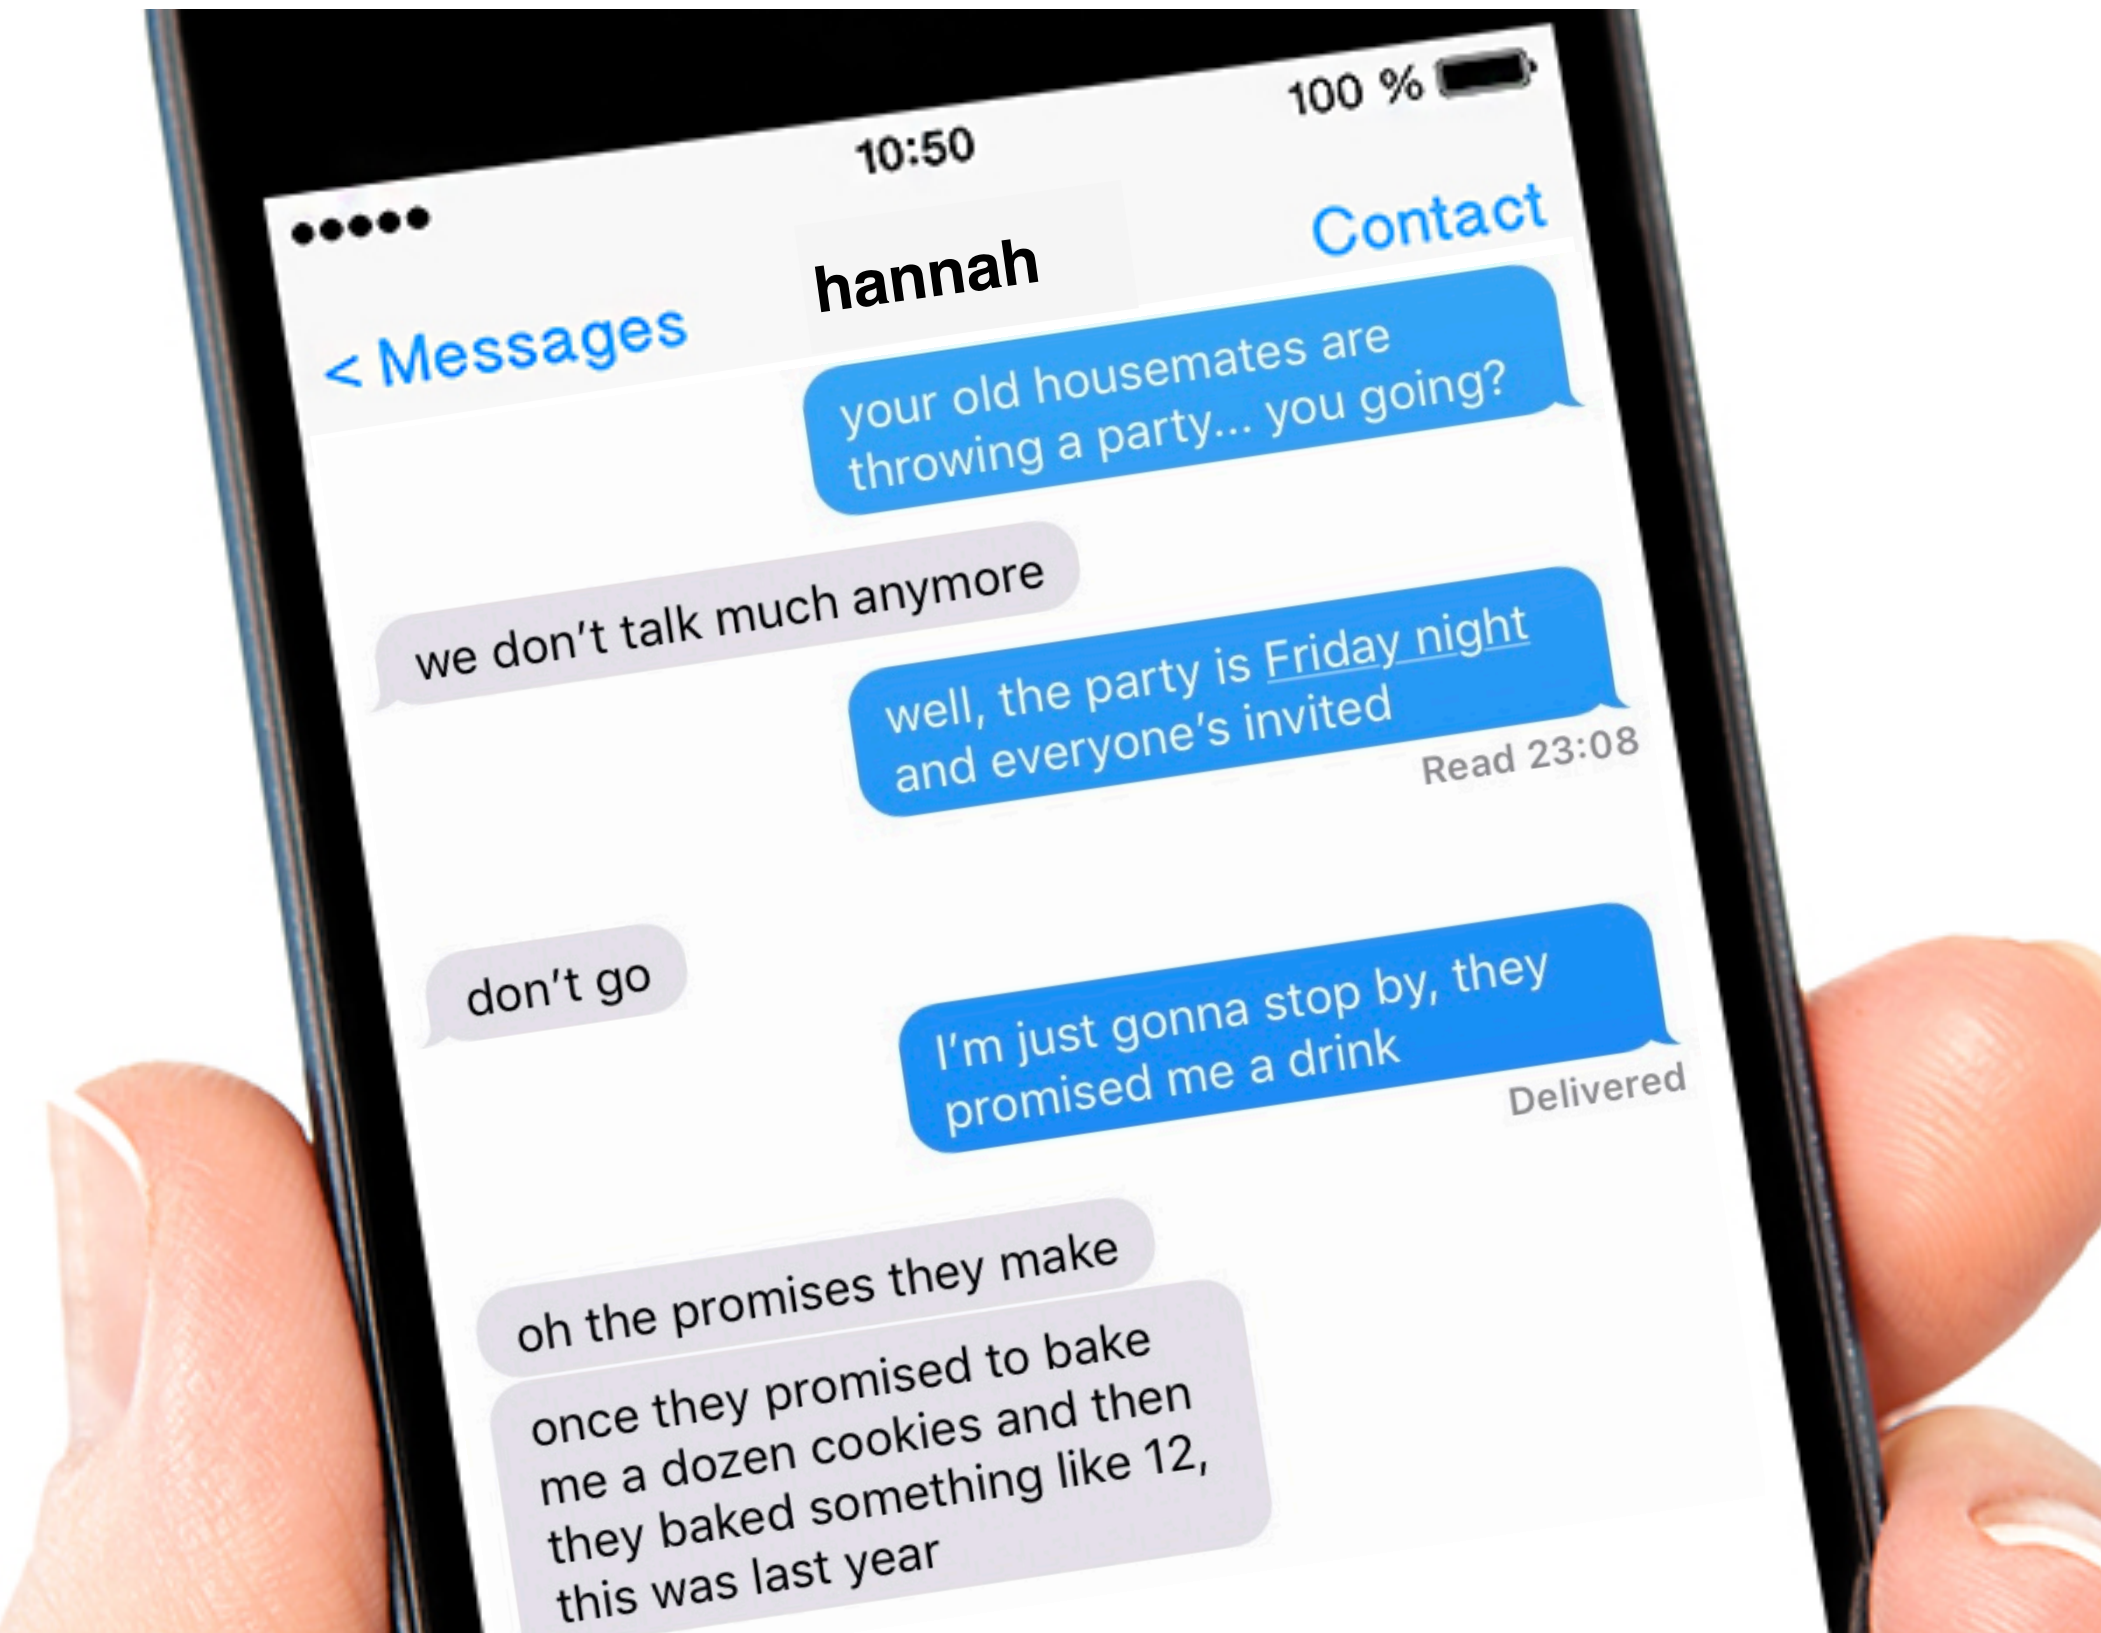 100 %
10:50
Contact
hannah
< Messages
your old housemates are
throwing a party... you going?
we don't talk much anymore
well, the party is Friday night
and everyone's invited
Read 23:08
don't go
I'm just gonna stop by, they
promised me a drink
Delivered
oh the promises they make
once they promised to bake
me a dozen cookies and then
they baked something like 12,
this was last year